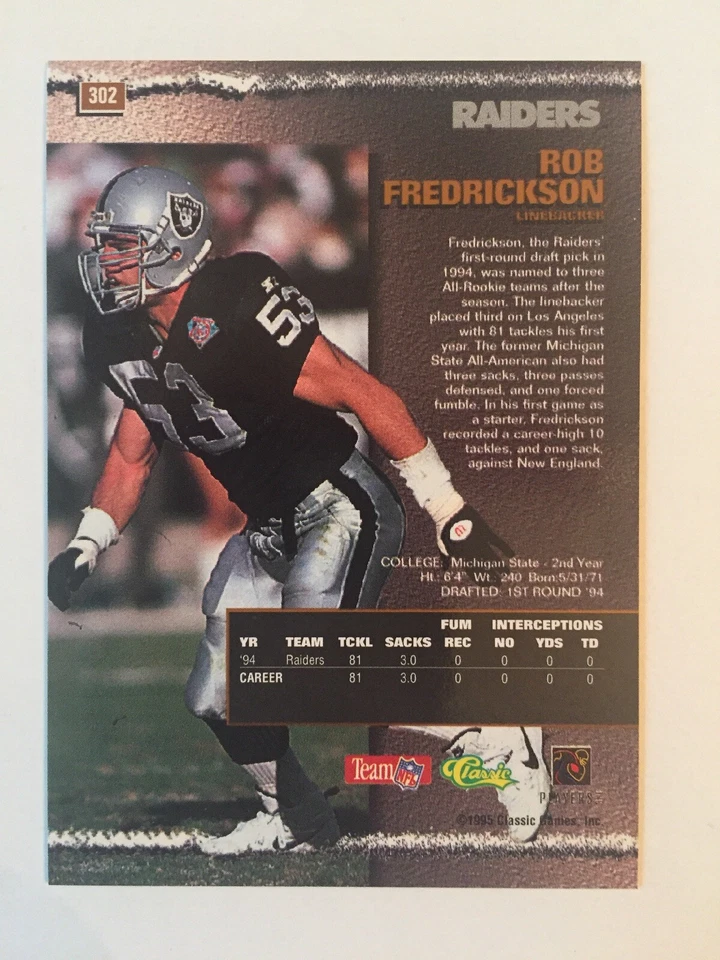 302
RAIDERS
ROB
FREDRICKSON
LINEBACKER
Fredrickson, the Raiders'
first-round draft pick in
1994, was named to three
All-Rookie teams after the
season. The linebacker
placed third on Los Angeles
with 81 tackles his first
year. The former Michigan
State All-American also had
three sacks, three passes
defensed, and one forced
fumble. In his first game as
a starter, Fredrickson
recorded a career-high 10
tackles, and one sack,
against New England.
53
53
COLLEGE: Michigan State - 2nd Year
Ht.: 6'4" Wt.: 240 Born:5/31/71
DRAFTED: 1ST ROUND '94
FUM INTERCEPTIONS
YR TEAM TCKL SACKS REC NO YDS TD
'94 Raiders 81 3.0 0 0 0 0
CAREER 81 3.0 0 0 0 0
Team NFL Classic
PLAYERS
©1995 Classic Games, Inc.